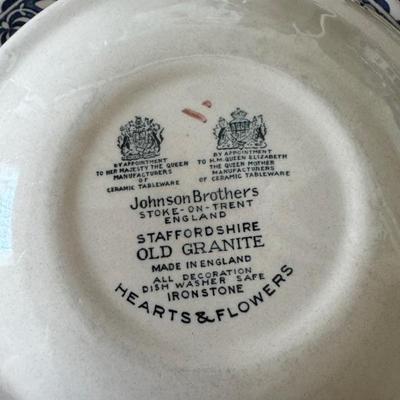 BY APPOINTMENT
TO HER MAJESTY THE QUEEN
MANUFACTURERS
OF
CERAMIC TABLEWARE
BY APPOINTMENT
TO H.M. QUEEN ELIZABETH
THE QUEEN MOTHER
MANUFACTURERS
OF CERAMIC TABLEWARE
Johnson Brothers
STOKE-ON-TRENT
ENGLAND
STAFFORDSHIRE
OLD GRANITE
MADE IN ENGLAND
ALL DECORATION
DISH WASHER SAFE
IRONSTONE
HEARTS & FLOWERS